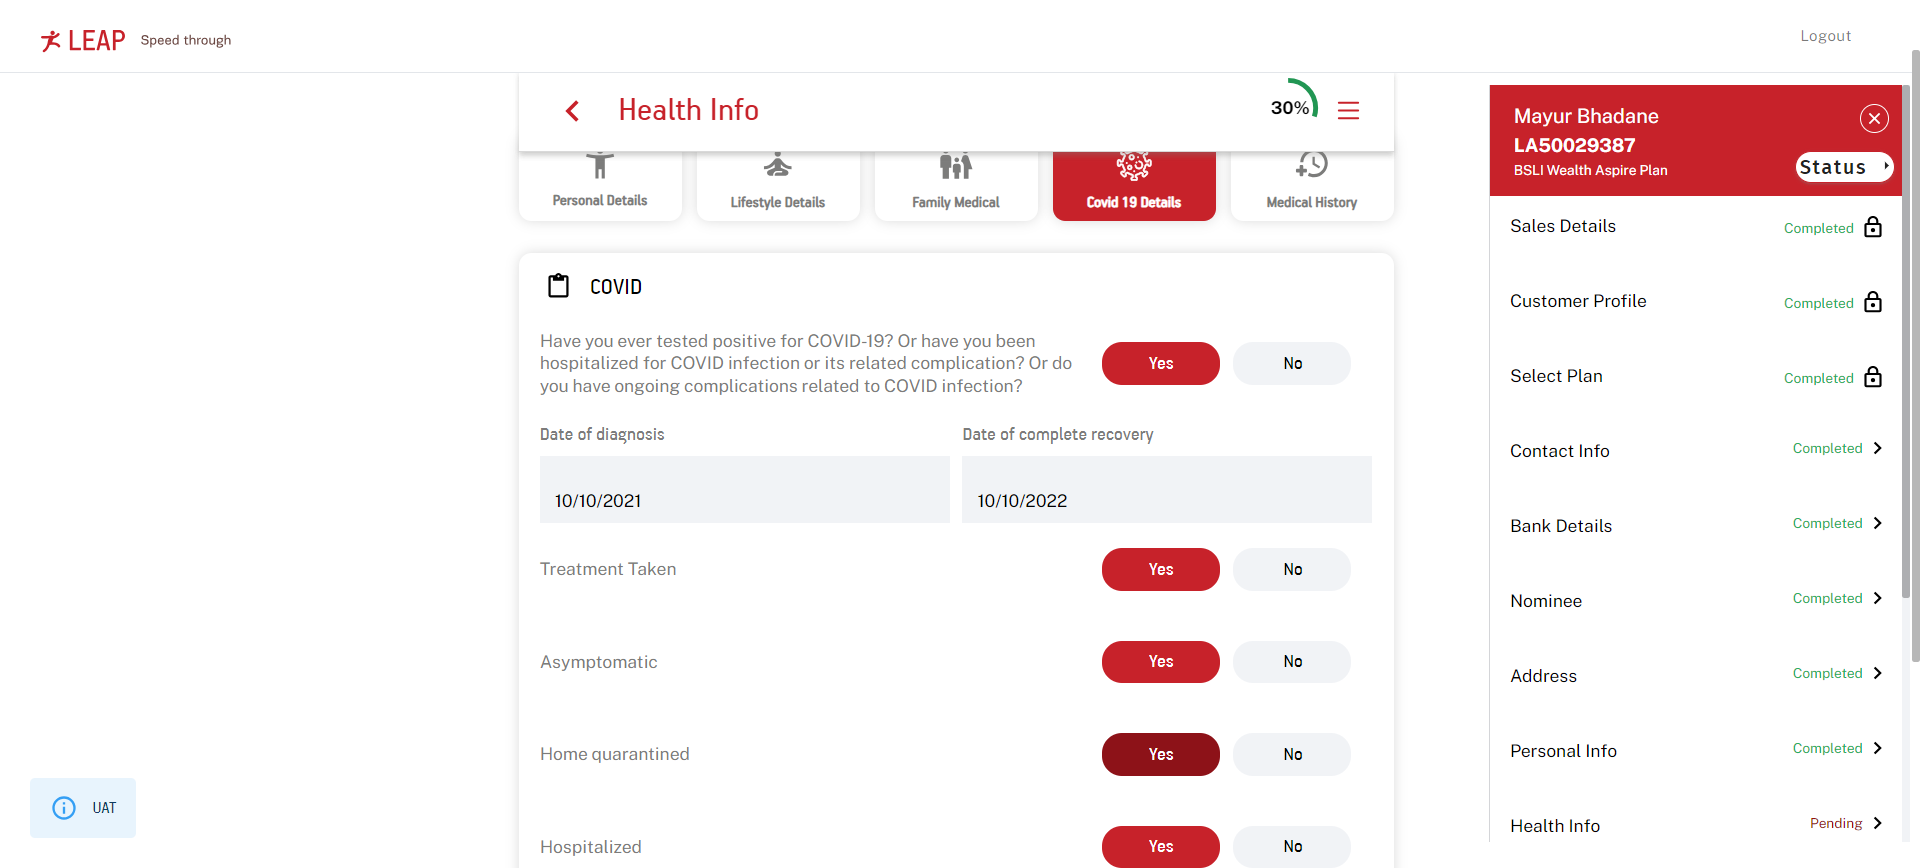 LEAP Speed through
Logout
Health Info
30%
Personal Details
Lifestyle Details
Family Medical
Covid 19 Details
Medical History
COVID
Have you ever tested positive for COVID-19? Or have you been
hospitalized for COVID infection or its related complication? Or do
you have ongoing complications related to COVID infection?
Yes No
Date of diagnosis
Date of complete recovery
10/10/2021
10/10/2022
Treatment Taken Yes No
Asymptomatic Yes No
Home quarantined Yes No
Hospitalized Yes No
UAT
Mayur Bhadane
LA50029387
BSLI Wealth Aspire Plan
Status
Sales Details Completed
Customer Profile Completed
Select Plan Completed
Contact Info Completed
Bank Details Completed
Nominee Completed
Address Completed
Personal Info Completed
Health Info Pending